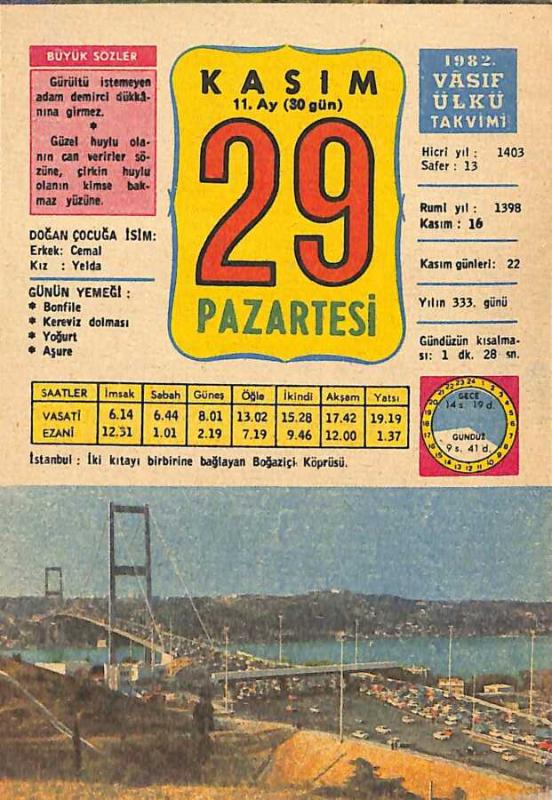 BÜYÜK SÖZLER
Gürültü istemeyen
adam demirci dükkâ-
nına girmez.
*
Güzel huylu ola-
nın can verirler sö-
züne, çirkin huylu
olanın kimse bak-
maz yüzüne.
DOĞAN ÇOCUĞA İSİM:
Erkek: Cemal
Kız : Yelda
GÜNÜN YEMEĞİ :
* Bonfile
* Kereviz dolması
* Yoğurt
* Aşure
KASIM
11. Ay (30 gün)
29
PAZARTESİ
1982.
VÂSIF
ÜLKÜ
TAKVİMİ
Hicri yıl : 1403
Safer : 13
Rumi yıl : 1398
Kasım : 16
Kasım günleri: 22
Yılın 333. günü
Gündüzün kısalma-
sı: 1 dk. 28 sn.
SAATLER İmsak Sabah Güneş Öğle İkindi Akşam Yatsı
VASATİ 6.14 6.44 8.01 13.02 15.28 17.42 19.19
EZANİ 12.31 1.01 2.19 7.19 9.46 12.00 1.37
GECE
14 s. 19 d.
GÜNDÜZ
9 s. 41 d.
İstanbul : İki kıtayı birbirine bağlayan Boğaziçi Köprüsü.